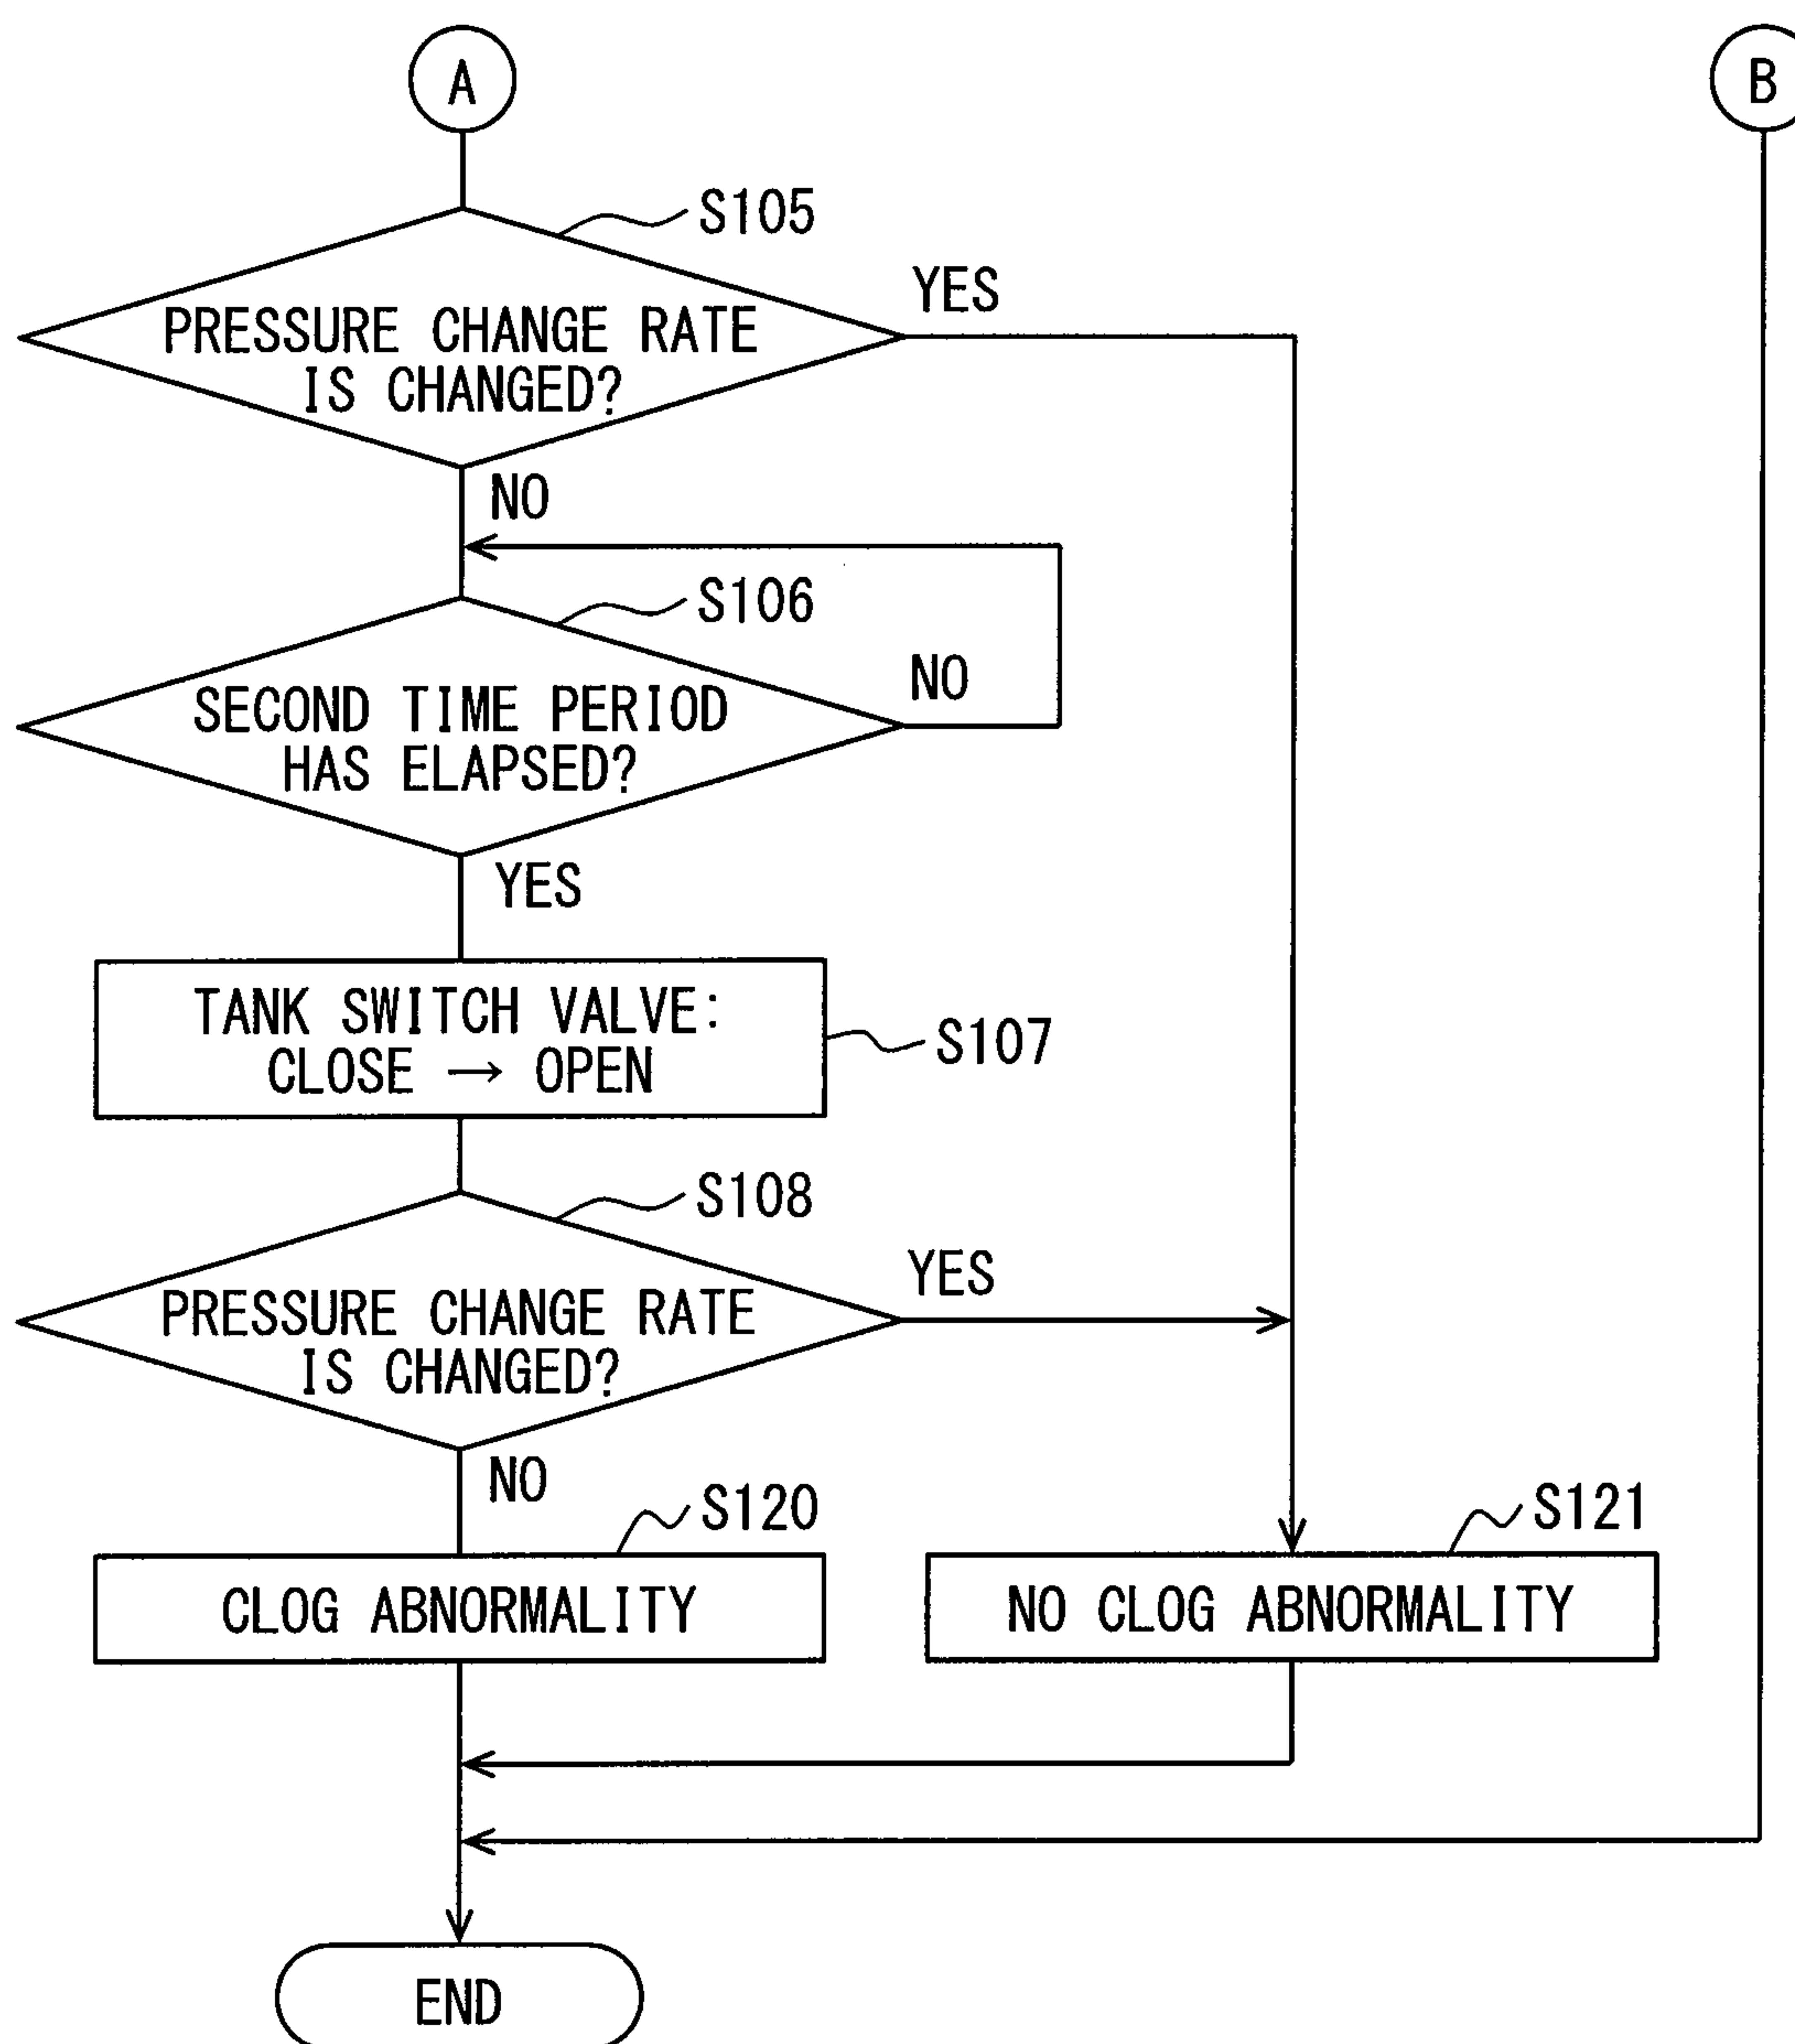 A
B
S105
YES
PRESSURE CHANGE RATE
IS CHANGED?
NO
S106
NO
SECOND TIME PERIOD
HAS ELAPSED?
YES
TANK SWITCH VALVE:
CLOSE → OPEN
S107
S108
YES
PRESSURE CHANGE RATE
IS CHANGED?
NO
S120
S121
CLOG ABNORMALITY
NO CLOG ABNORMALITY
END